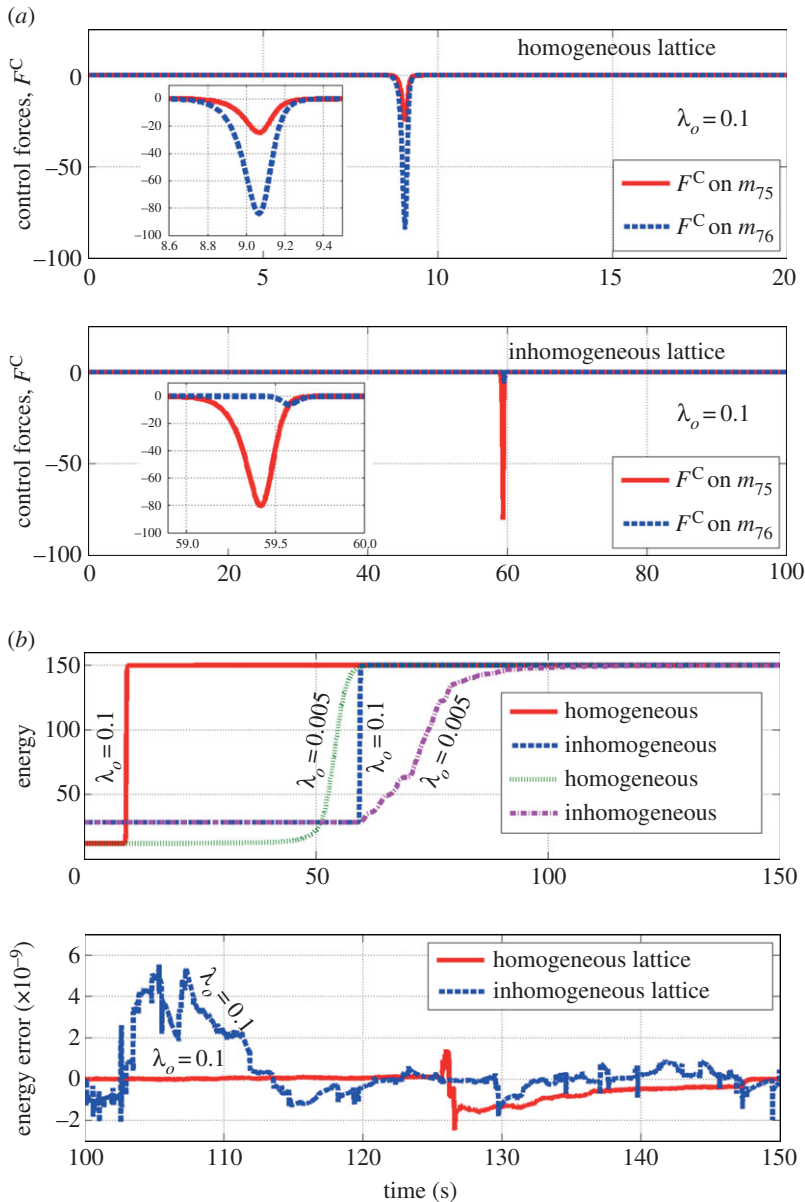 (a)
homogeneous lattice
control forces, F^C
0
−50
−100
0
−20
−40
−60
−80
−100
8.6 8.8 9.0 9.2 9.4
λ_o = 0.1
F^C on m_75
F^C on m_76
0 5 10 15 20
inhomogeneous lattice
control forces, F^C
0
−50
−100
0
−20
−40
−60
−80
−100
59.0 59.5 60.0
λ_o = 0.1
F^C on m_75
F^C on m_76
0 20 40 60 80 100
(b)
energy
150
100
50
0
λ_o = 0.1
λ_o = 0.005
λ_o = 0.1
λ_o = 0.005
homogeneous
inhomogeneous
homogeneous
inhomogeneous
0 50 100 150
energy error (×10^−9)
6
4
2
0
−2
λ_o = 0.1
λ_o = 0.1
homogeneous lattice
inhomogeneous lattice
100 110 120 130 140 150
time (s)